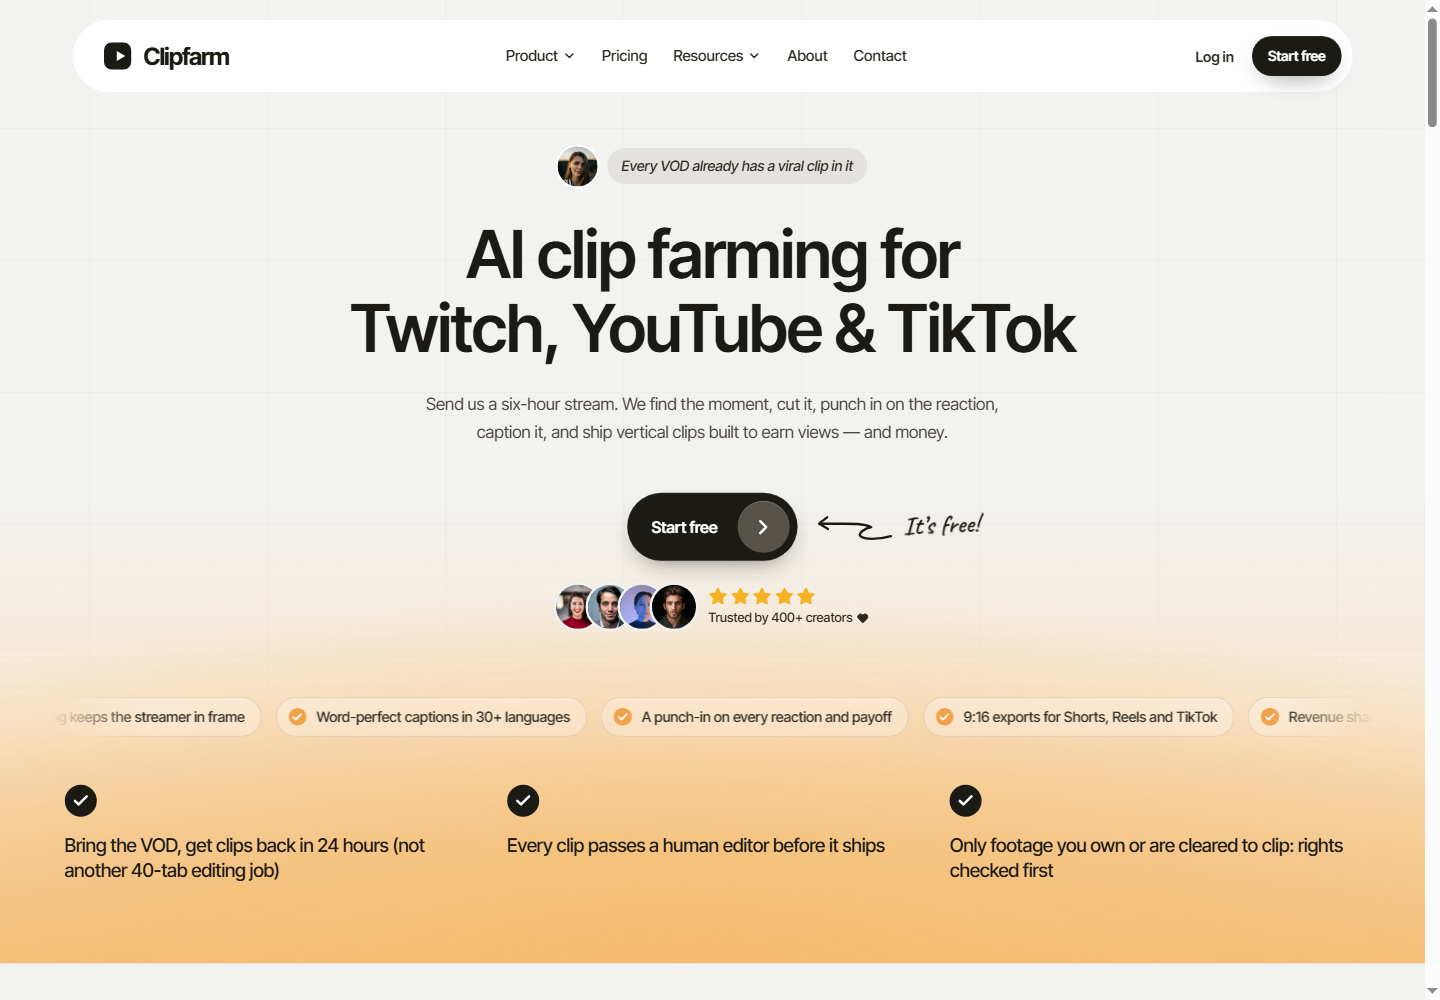 Clipfarm
Product
Pricing
Resources
About
Contact
Log in
Start free
Every VOD already has a viral clip in it
AI clip farming for
Twitch, YouTube & TikTok
Send us a six-hour stream. We find the moment, cut it, punch in on the reaction,
caption it, and ship vertical clips built to earn views — and money.
Start free
It's free!
Trusted by 400+ creators
keeps the streamer in frame
Word-perfect captions in 30+ languages
A punch-in on every reaction and payoff
9:16 exports for Shorts, Reels and TikTok
Revenue
Bring the VOD, get clips back in 24 hours (not
another 40-tab editing job)
Every clip passes a human editor before it ships
Only footage you own or are cleared to clip: rights
checked first